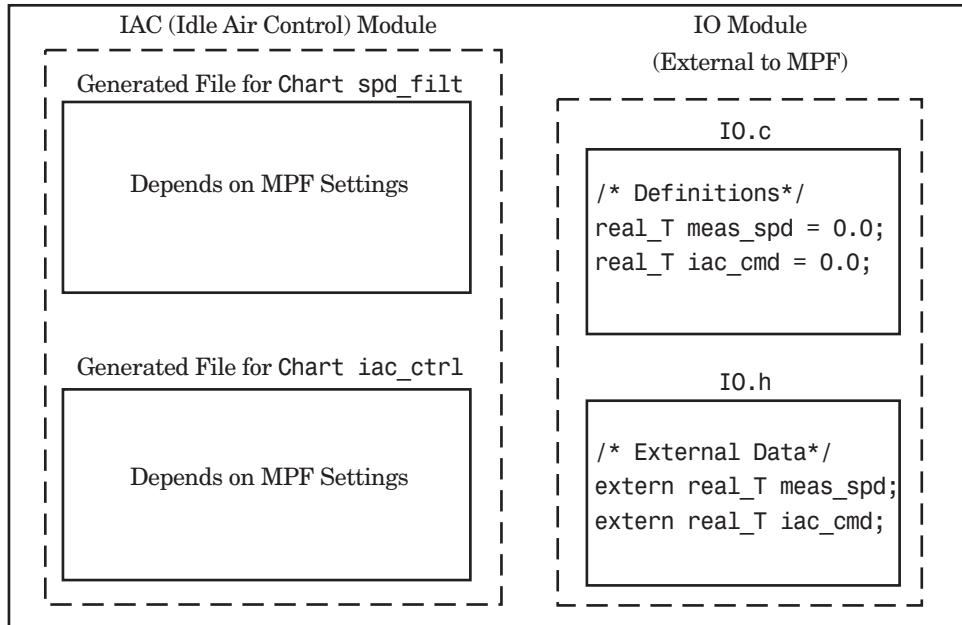 IAC (Idle Air Control) Module
Generated File for Chart spd_filt
Depends on MPF Settings
Generated File for Chart iac_ctrl
Depends on MPF Settings
IO Module
(External to MPF)
IO.c
/* Definitions*/
real_T meas_spd = 0.0;
real_T iac_cmd = 0.0;
IO.h
/* External Data*/
extern real_T meas_spd;
extern real_T iac_cmd;